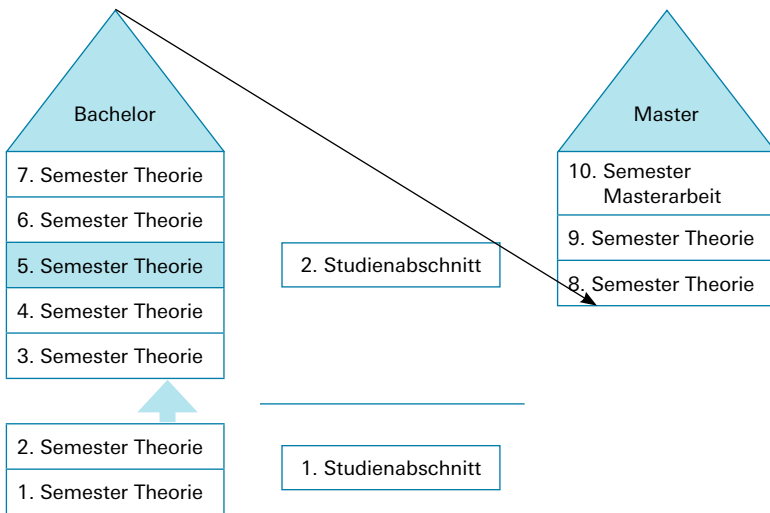 Bachelor
7. Semester Theorie
6. Semester Theorie
5. Semester Theorie
4. Semester Theorie
3. Semester Theorie
2. Semester Theorie
1. Semester Theorie
2. Studienabschnitt
1. Studienabschnitt
Master
10. Semester
Masterarbeit
9. Semester Theorie
8. Semester Theorie